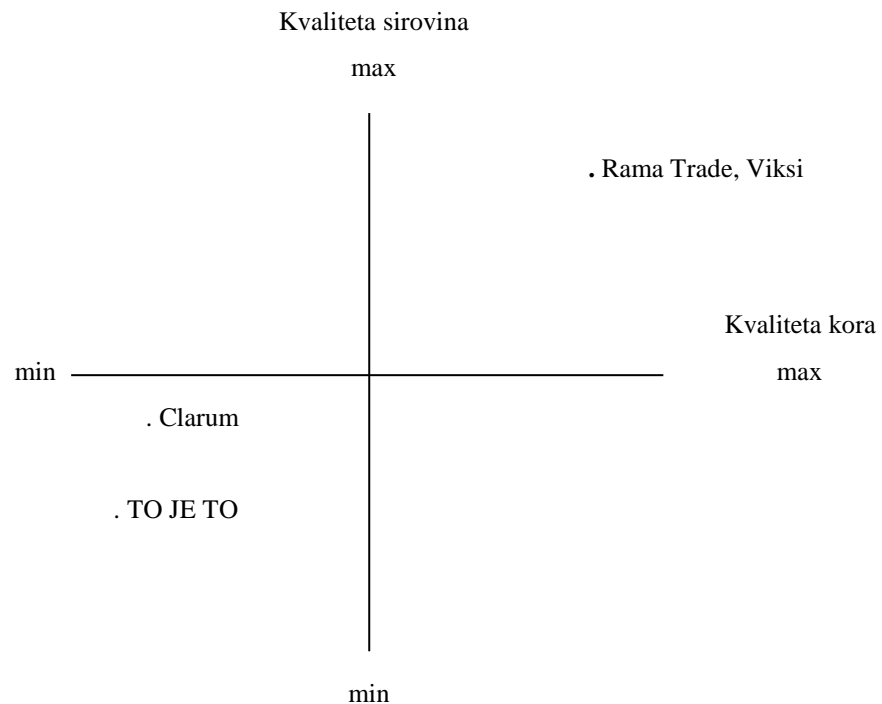 Kvaliteta sirovina
max
. Rama Trade, Viksi
Kvaliteta kora
min
max
. Clarum
. TO JE TO
min